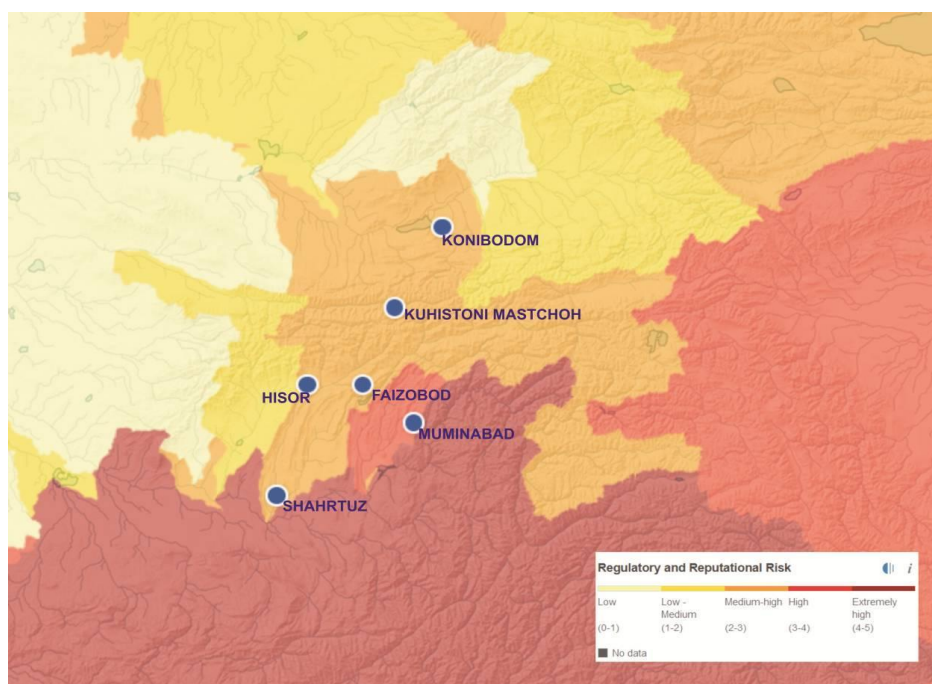 KONIBODOM
KUHISTONI MASTCHOH
HISOR
FAIZOBOD
MUMINABAD
SHAHRTUZ
Regulatory and Reputational Risk i
Low
Low -
Medium
Medium-high
High
Extremely
high
(0-1)
(1-2)
(2-3)
(3-4)
(4-5)
No data